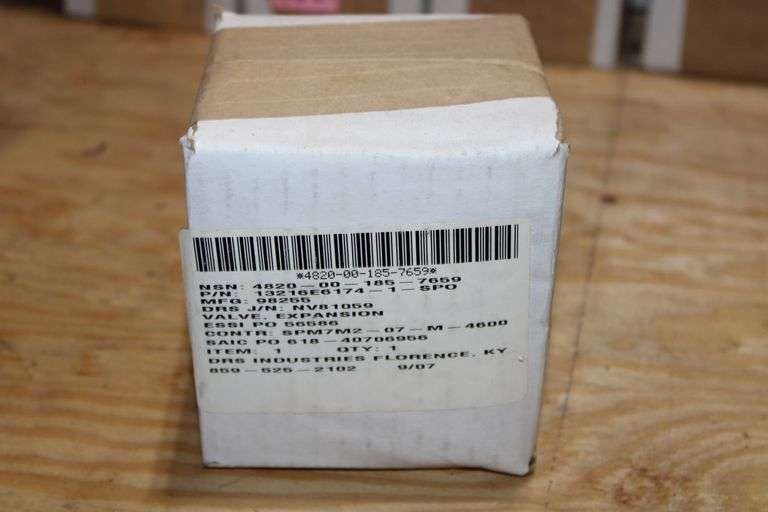 *4820-00-185-7659*
NSN: 4820-00-185-7659
P/N: 13216E6174-1-SPO
MFG: 98255
DRS J/N: NV81059
VALVE, EXPANSION
ESSI PO 56586
CONTR: SPM7M2-07-M-4600
SAIC PO 618-40706956
ITEM: 1 QTY: 1
DRS INDUSTRIES FLORENCE, KY
859-525-2102 9/07